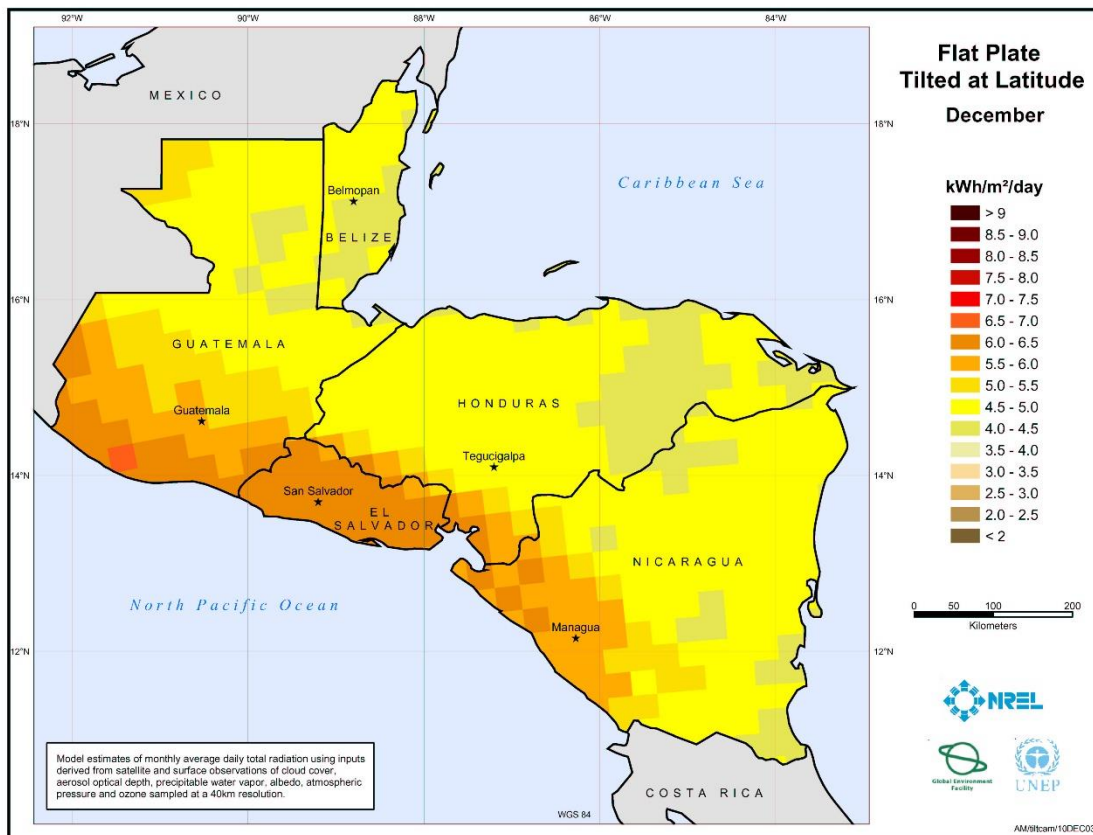 92°W
90°W
88°W
86°W
84°W
Flat Plate
Tilted at Latitude
December
MEXICO
18°N
18°N
kWh/m²/day
> 9
8.5 - 9.0
8.0 - 8.5
7.5 - 8.0
7.0 - 7.5
6.5 - 7.0
6.0 - 6.5
5.5 - 6.0
5.0 - 5.5
4.5 - 5.0
4.0 - 4.5
3.5 - 4.0
3.0 - 3.5
2.5 - 3.0
2.0 - 2.5
< 2
Belmopan
Caribbean Sea
BELIZE
16°N
16°N
GUATEMALA
Guatemala
HONDURAS
Tegucigalpa
14°N
14°N
San Salvador
EL
SALVADOR
NICARAGUA
North Pacific Ocean
Managua
0 50 100 200
Kilometers
12°N
12°N
NREL
Model estimates of monthly average daily total radiation using inputs
derived from satellite and surface observations of cloud cover,
aerosol optical depth, precipitable water vapor, albedo, atmospheric
pressure and ozone sampled at a 40km resolution.
COSTA RICA
WGS 84
Global Environment
Facility
UNEP
92°W
90°W
88°W
86°W
84°W
AM/tiltcam/10DEC03